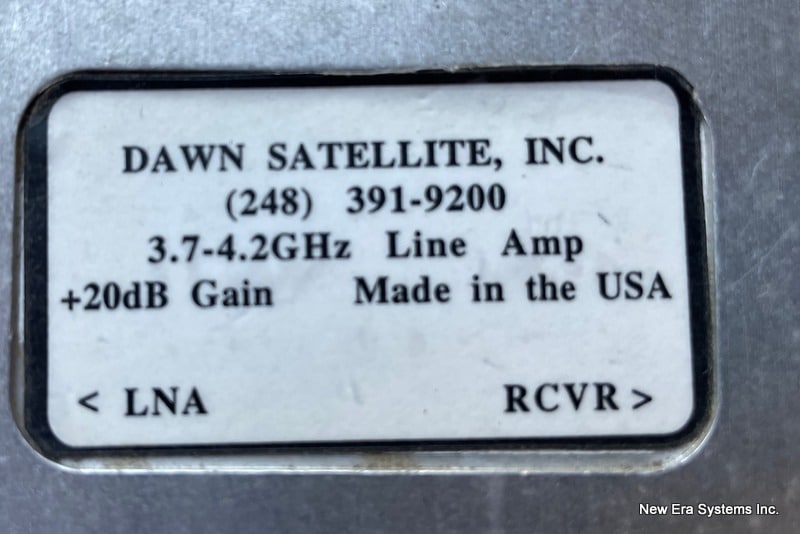 DAWN SATELLITE, INC.
(248) 391-9200
3.7-4.2GHz Line Amp
+20dB Gain Made in the USA
< LNA RCVR >
New Era Systems Inc.